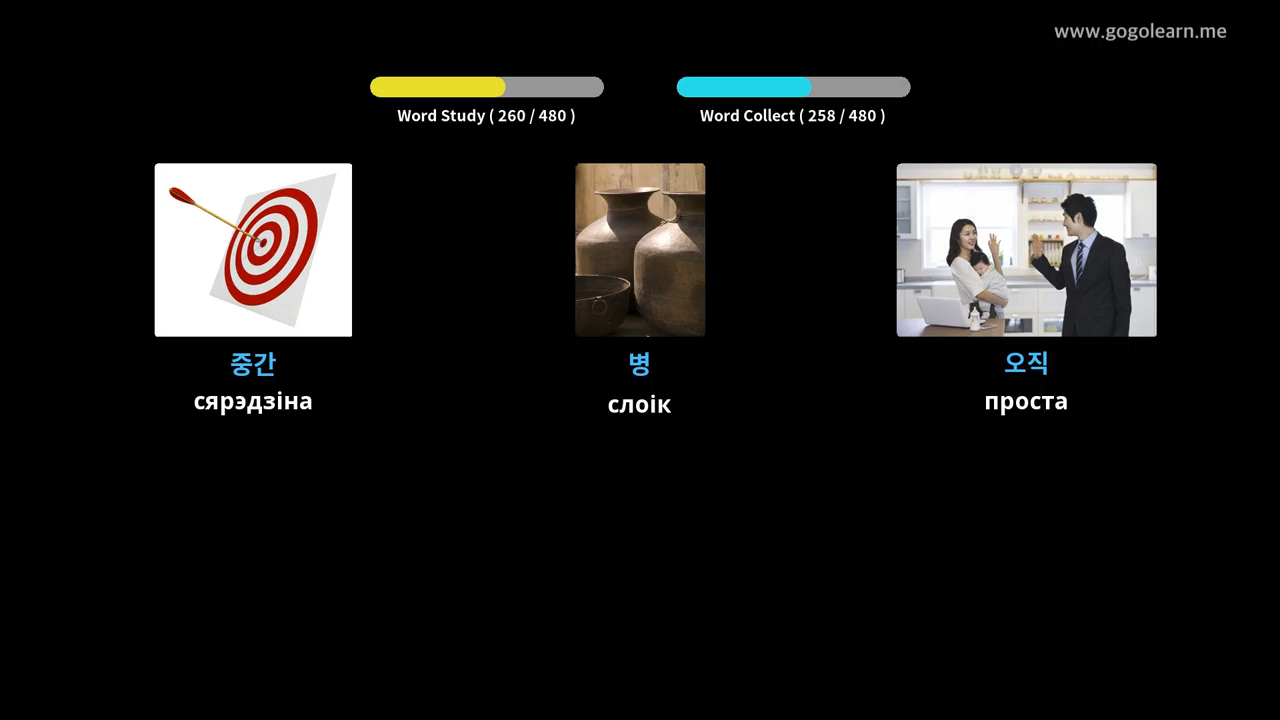 www.gogolearn.me
Word Study ( 260 / 480 )
Word Collect ( 258 / 480 )
중간
сярэдзіна
병
слоік
오직
проста